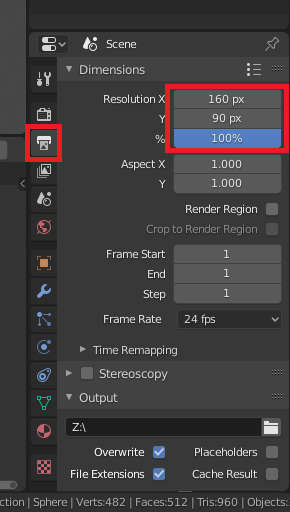 Scene
Dimensions
Resolution X 160 px
Y 90 px
% 100%
Aspect X 1.000
Y 1.000
Render Region
Crop to Render Region
Frame Start 1
End 1
Step 1
Frame Rate 24 fps
Time Remapping
Stereoscopy
Output
Z:\
Overwrite Placeholders
File Extensions Cache Result
ction | Sphere | Verts:482 | Faces:512 | Tris:960 | Objects: